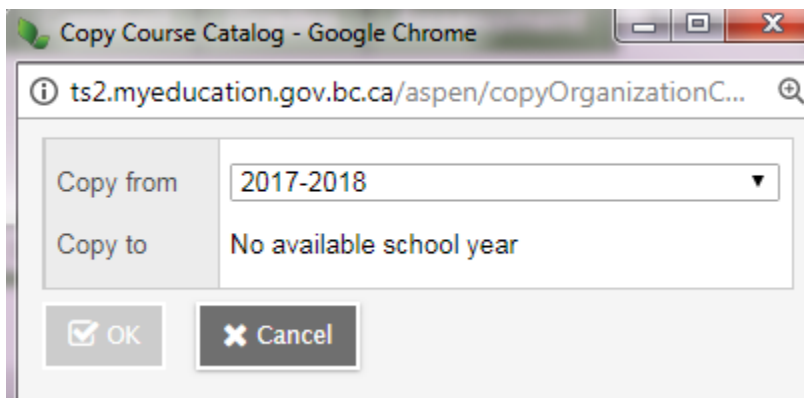 Copy Course Catalog - Google Chrome
ts2.myeducation.gov.bc.ca/aspen/copyOrganizationC...
Copy from 2017-2018
Copy to No available school year
OK Cancel